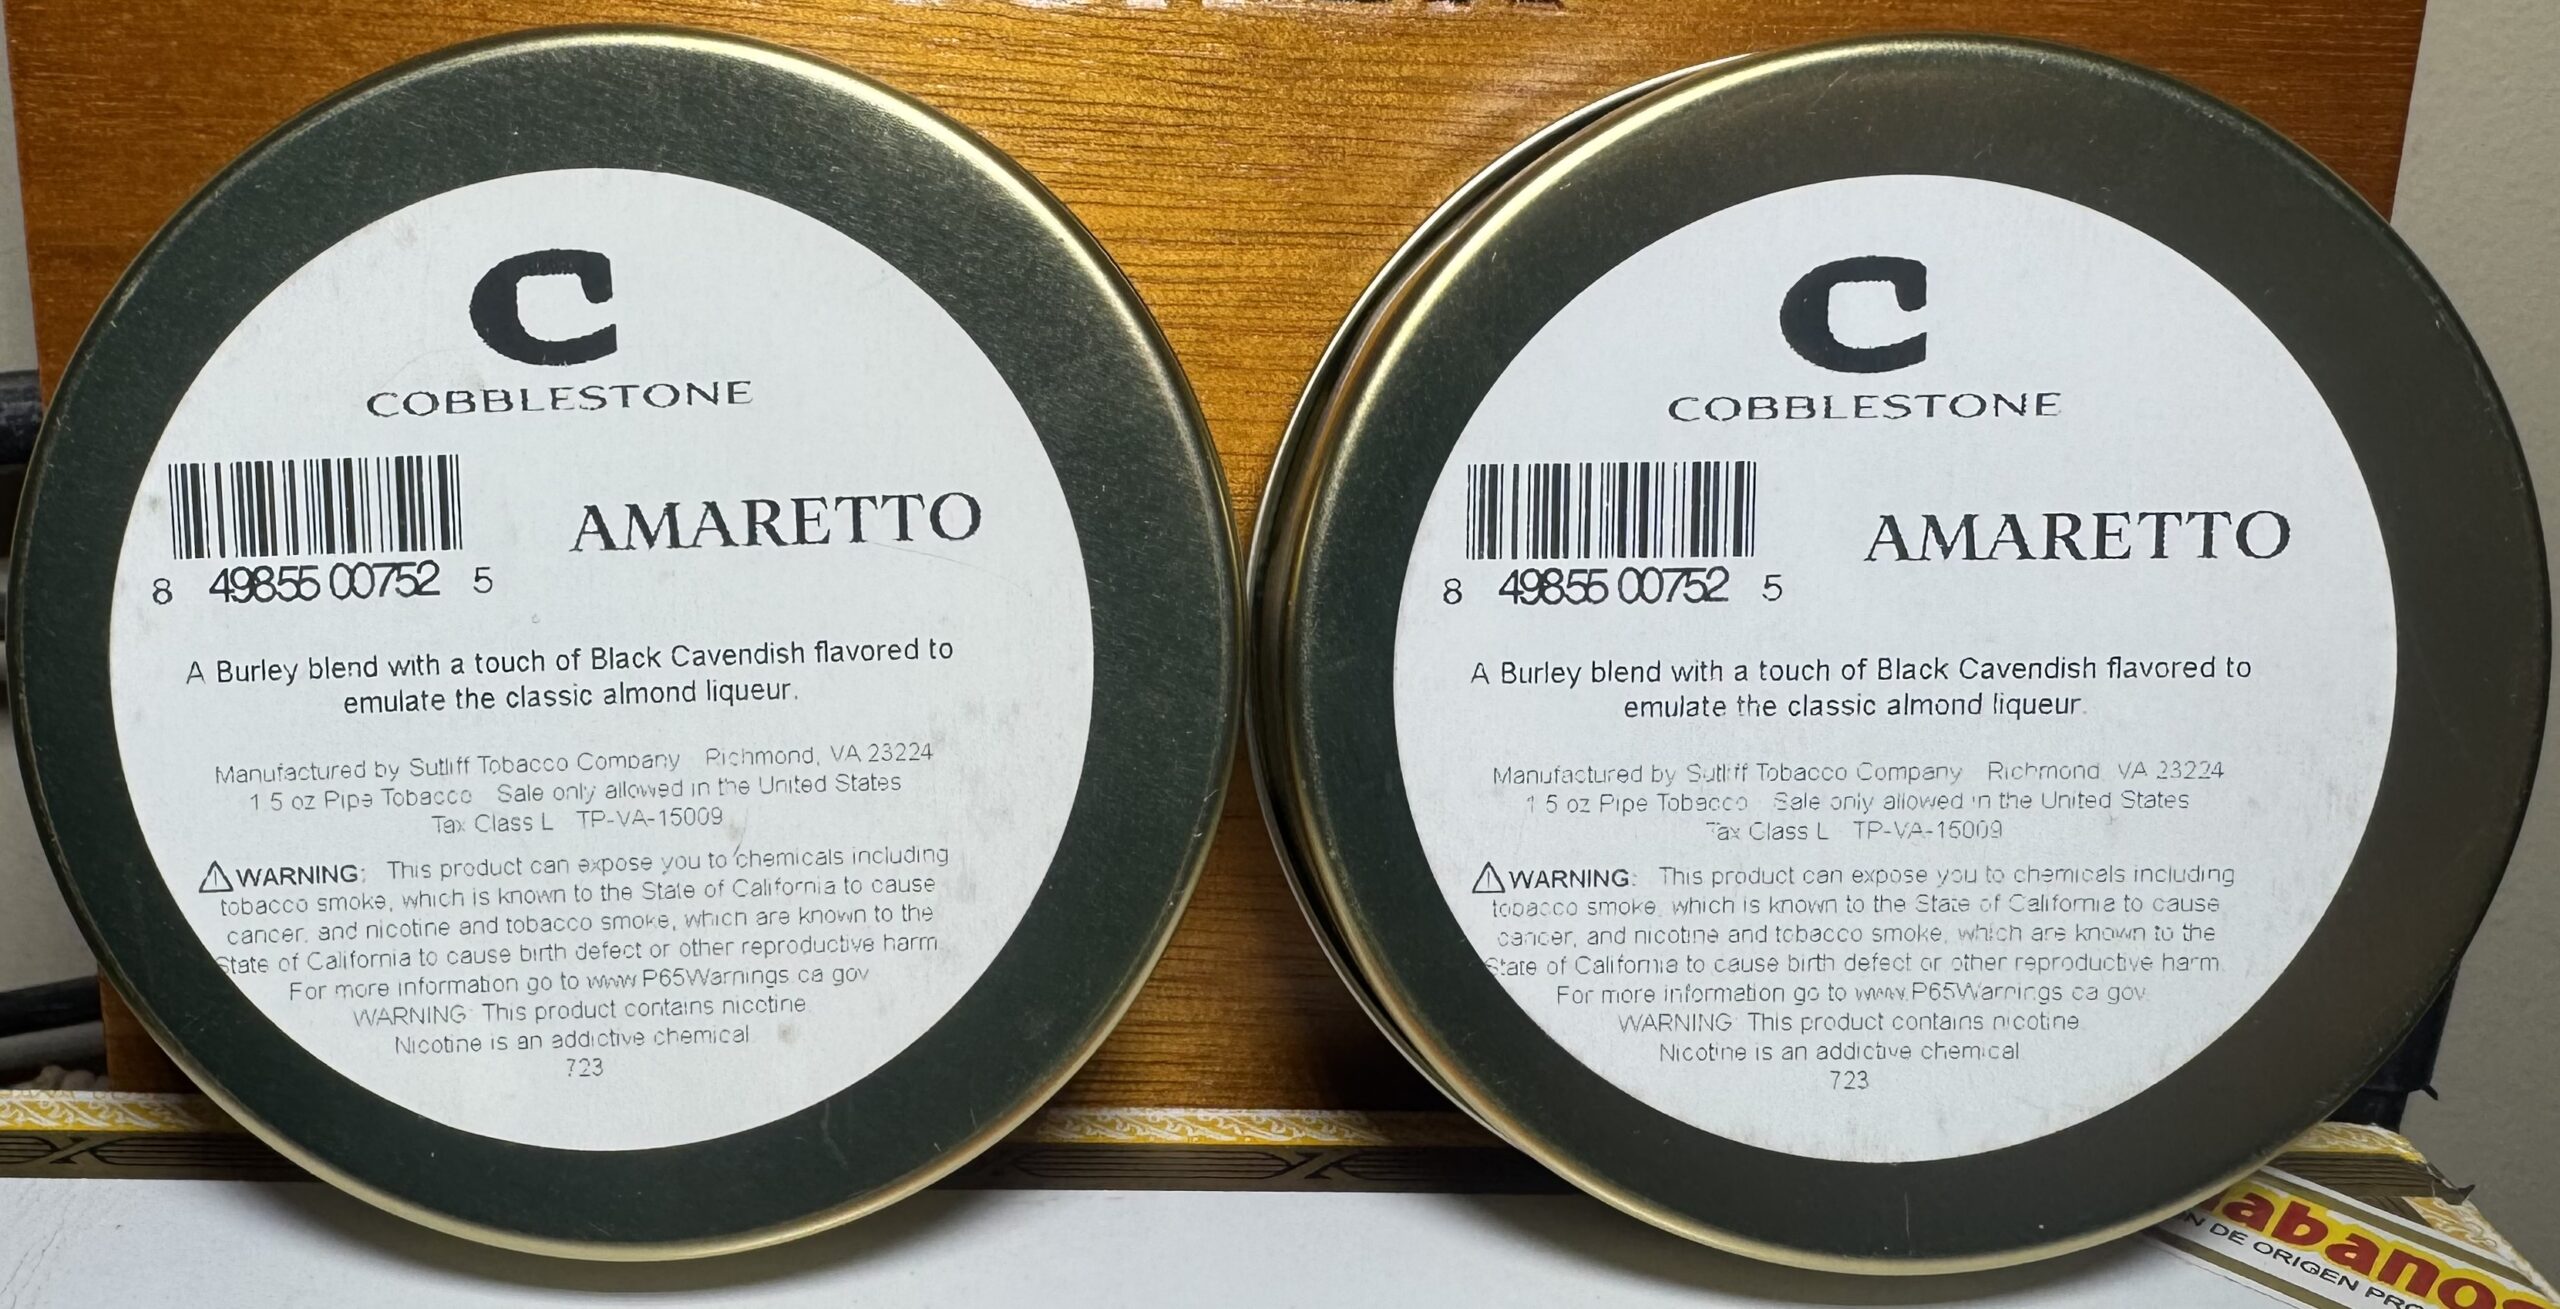 C
COBBLESTONE
8 49855 00752 5
AMARETTO
A Burley blend with a touch of Black Cavendish flavored to
emulate the classic almond liqueur.
Manufactured by Sutliff Tobacco Company Richmond, VA 23224
1 5 oz Pipe Tobacco Sale only allowed in the United States
Tax Class L TP-VA-15009
⚠WARNING: This product can expose you to chemicals including
tobacco smoke, which is known to the State of California to cause
cancer, and nicotine and tobacco smoke, which are known to the
State of California to cause birth defect or other reproductive harm
For more information go to www.P65Warnings ca gov
WARNING: This product contains nicotine
Nicotine is an addictive chemical
723
C
COBBLESTONE
8 49855 00752 5
AMARETTO
A Burley blend with a touch of Black Cavendish flavored to
emulate the classic almond liqueur.
Manufactured by Sutliff Tobacco Company Richmond VA 23224
1 5 oz Pipe Tobacco Sale only allowed in the United States
Tax Class L TP-VA-15009
⚠WARNING: This product can expose you to chemicals including
tobacco smoke, which is known to the State of California to cause
cancer, and nicotine and tobacco smoke, which are known to the
State of California to cause birth defect or other reproductive harm.
For more information go to www.P65Warnings ca gov
WARNING: This product contains nicotine
Nicotine is an addictive chemical
723
abanos
N DE ORIGEN PRO